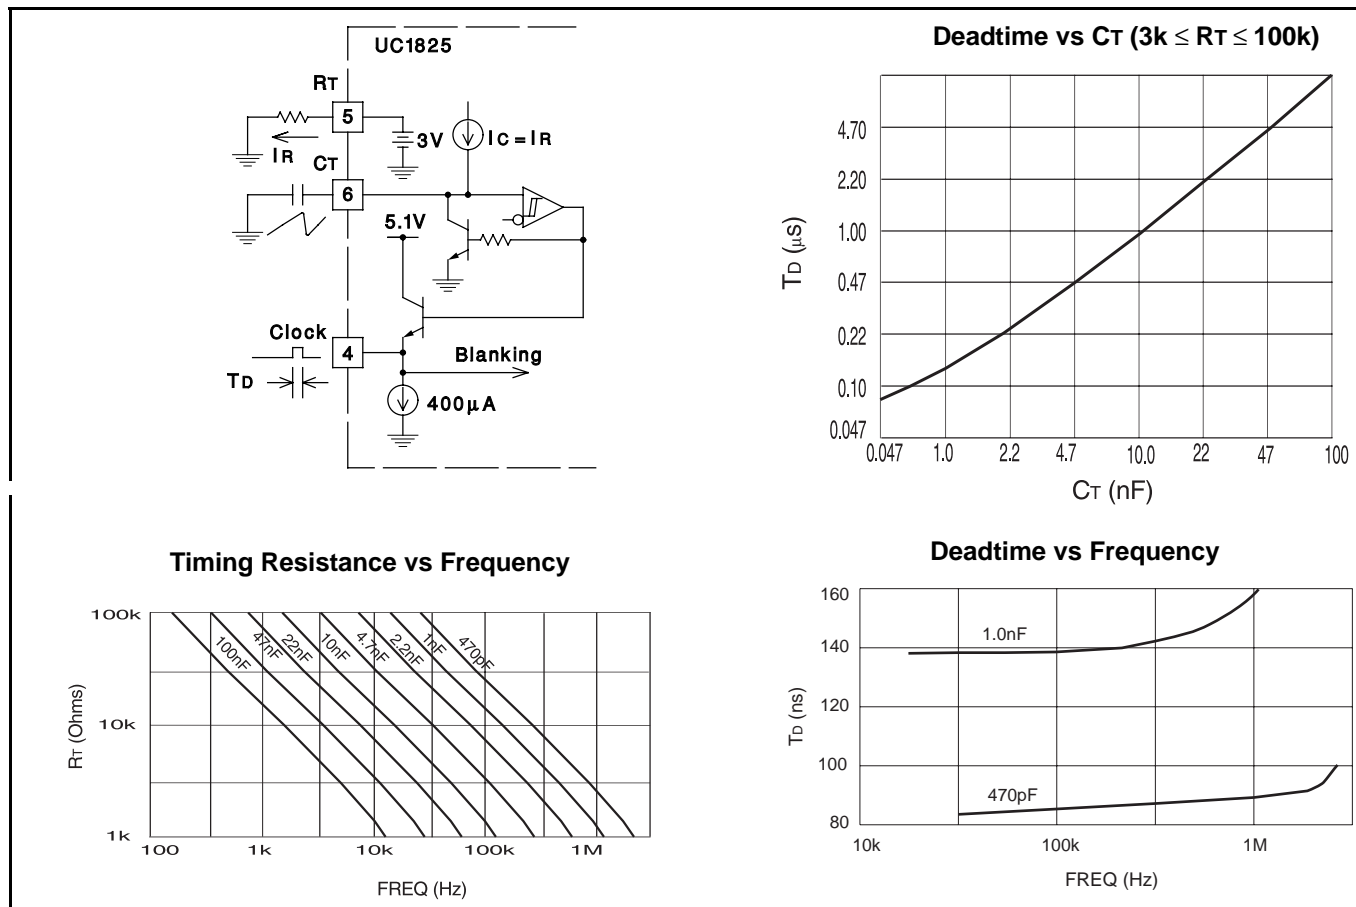 UC1825
RT
5
IR
3V
IC=IR
CT
6
5.1V
Clock
4
Blanking
TD
400μA
Deadtime vs CT (3k ≤ RT ≤ 100k)
TD (μs)
4.70
2.20
1.00
0.47
0.22
0.10
0.047
0.047 1.0 2.2 4.7 10.0 22 47 100
CT (nF)
Timing Resistance vs Frequency
RT (Ohms)
100k
10k
1k
100nF 47nF 22nF 10nF 4.7nF 2.2nF 1nF 470pF
100 1k 10k 100k 1M
FREQ (Hz)
Deadtime vs Frequency
TD (ns)
160
140
120
100
80
1.0nF
470pF
10k 100k 1M
FREQ (Hz)